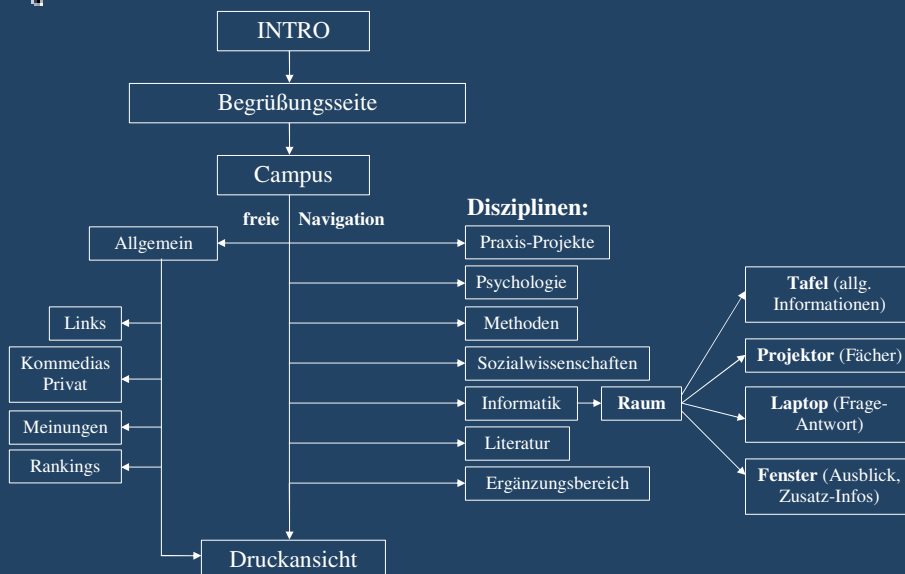 INTRO
Begrüßungsseite
Campus
freie Navigation
Allgemein
Links
Kommedias
Privat
Meinungen
Rankings
Disziplinen:
Praxis-Projekte
Psychologie
Methoden
Sozialwissenschaften
Informatik
Literatur
Ergänzungsbereich
Raum
Tafel (allg.
Informationen)
Projektor (Fächer)
Laptop (Frage-
Antwort)
Fenster (Ausblick,
Zusatz-Infos)
Druckansicht